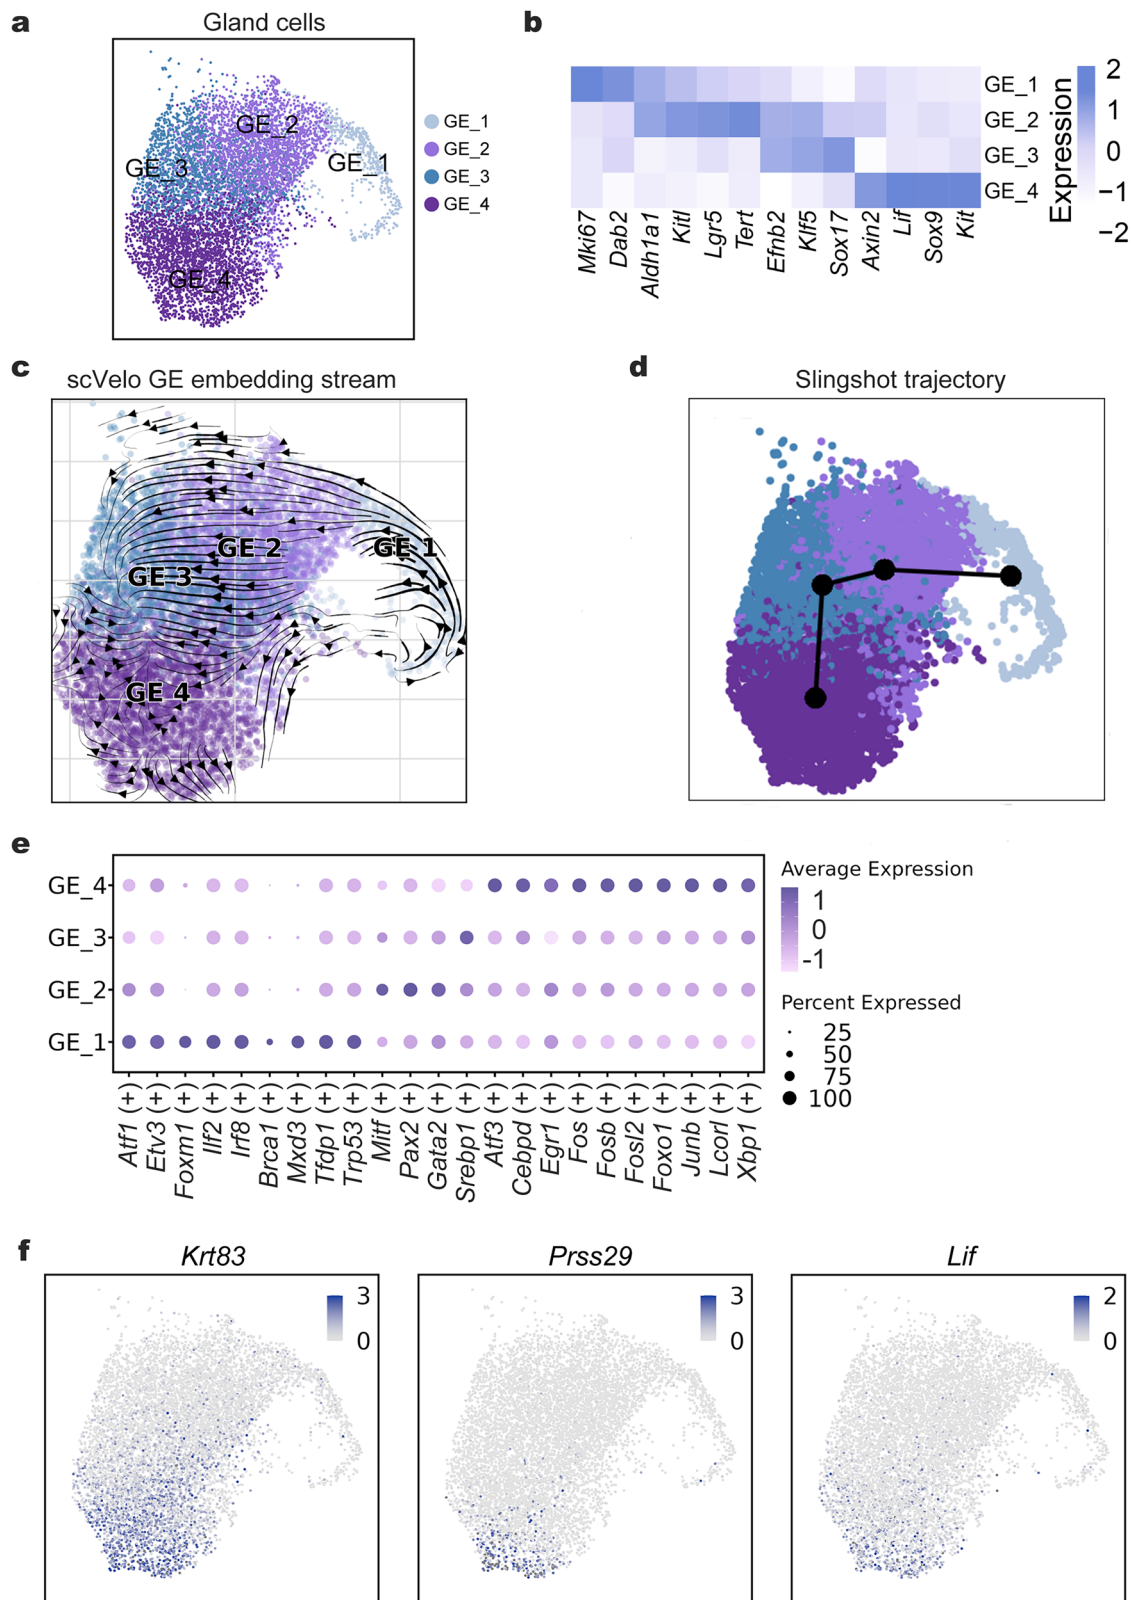 a
Gland cells
GE_2
GE_1
GE_3
GE_4
GE_1
GE_2
GE_3
GE_4
b
GE_1
GE_2
GE_3
GE_4
Mki67
Dab2
Aldh1a1
Kitl
Lgr5
Tert
Efnb2
Klf5
Sox17
Axin2
Lif
Sox9
Kit
Expression
2
1
0
−1
−2
c
scVelo GE embedding stream
GE 2
GE 1
GE 3
GE 4
d
Slingshot trajectory
e
GE_4
GE_3
GE_2
GE_1
Atf1 (+)
Etv3 (+)
Foxm1 (+)
Ilf2 (+)
Irf8 (+)
Brca1 (+)
Mxd3 (+)
Tfdp1 (+)
Trp53 (+)
Mitf (+)
Pax2 (+)
Gata2 (+)
Srebp1 (+)
Atf3 (+)
Cebpd (+)
Egr1 (+)
Fos (+)
Fosb (+)
Fosl2 (+)
Foxo1 (+)
Junb (+)
Lcorl (+)
Xbp1 (+)
Average Expression
1
0
-1
Percent Expressed
25
50
75
100
f
Krt83
3
0
Prss29
3
0
Lif
2
0